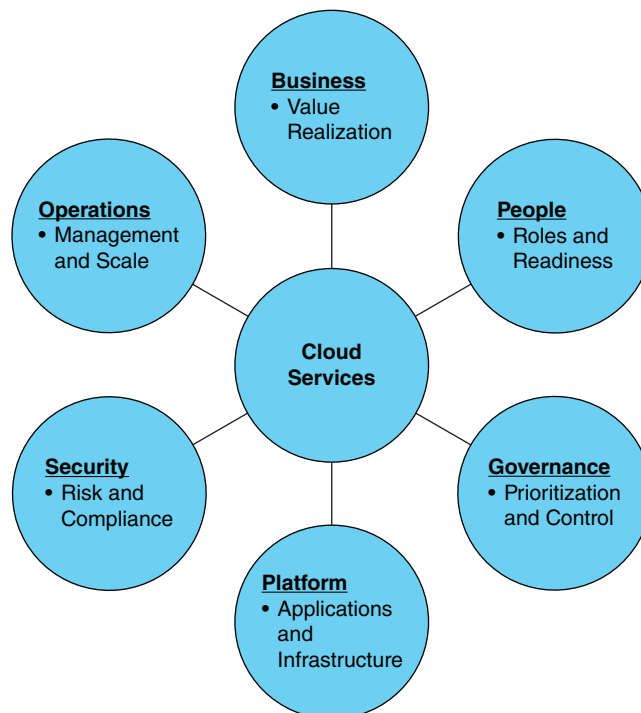 Business
• Value
Realization
Operations
• Management
and Scale
People
• Roles and
Readiness
Cloud
Services
Security
• Risk and
Compliance
Governance
• Prioritization
and Control
Platform
• Applications
and
Infrastructure